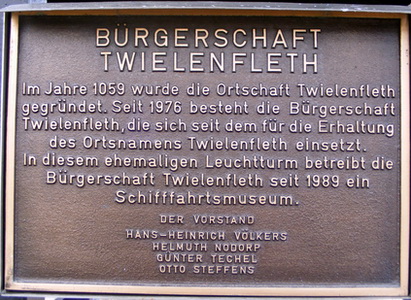 BÜRGERSCHAFT
TWIELENFLETH
Im Jahre 1059 wurde die Ortschaft Twielenfleth
gegründet. Seit 1976 besteht die Bürgerschaft
Twielenfleth, die sich seit dem für die Erhaltung
des Ortsnamens Twielenfleth einsetzt.
In diesem ehemaligen Leuchtturm betreibt die
Bürgerschaft Twielenfleth seit 1989 ein
Schifffahrtsmuseum.
DER VORSTAND
HANS-HEINRICH VÖLKERS
HELMUTH NODORP
GÜNTER TECHEL
OTTO STEFFENS